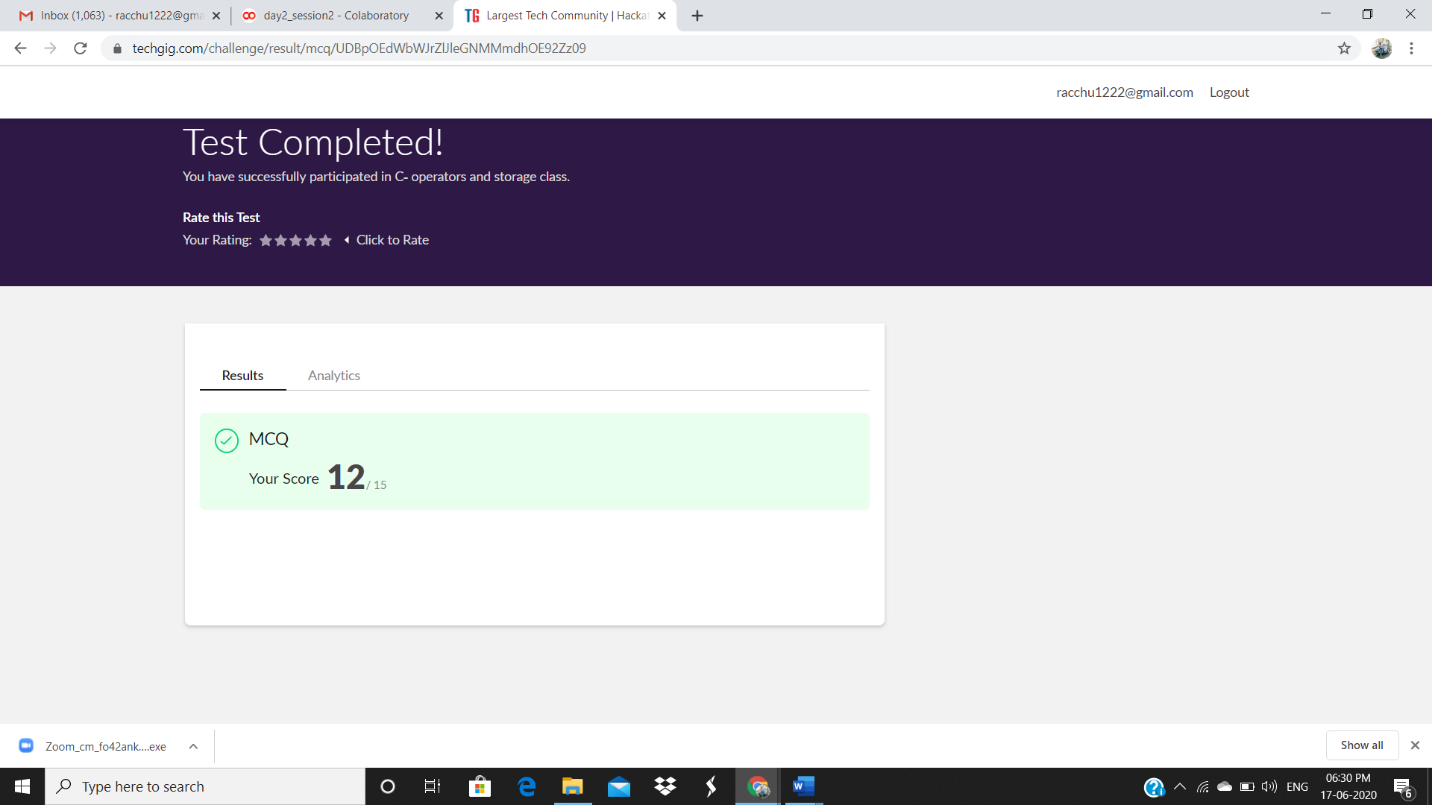 Inbox (1,063) - racchu1222@gma
day2_session2 - Colaboratory
TG Largest Tech Community | Hacka
techgig.com/challenge/result/mcq/UDBpOEdWbWJrZlJleGNMMmdhOE92Zz09
racchu1222@gmail.com Logout
Test Completed!
You have successfully participated in C- operators and storage class.
Rate this Test
Your Rating: Click to Rate
Results Analytics
MCQ
Your Score 12 / 15
Zoom_cm_fo42ank....exe
Show all
Type here to search
ENG
06:30 PM
17-06-2020
6